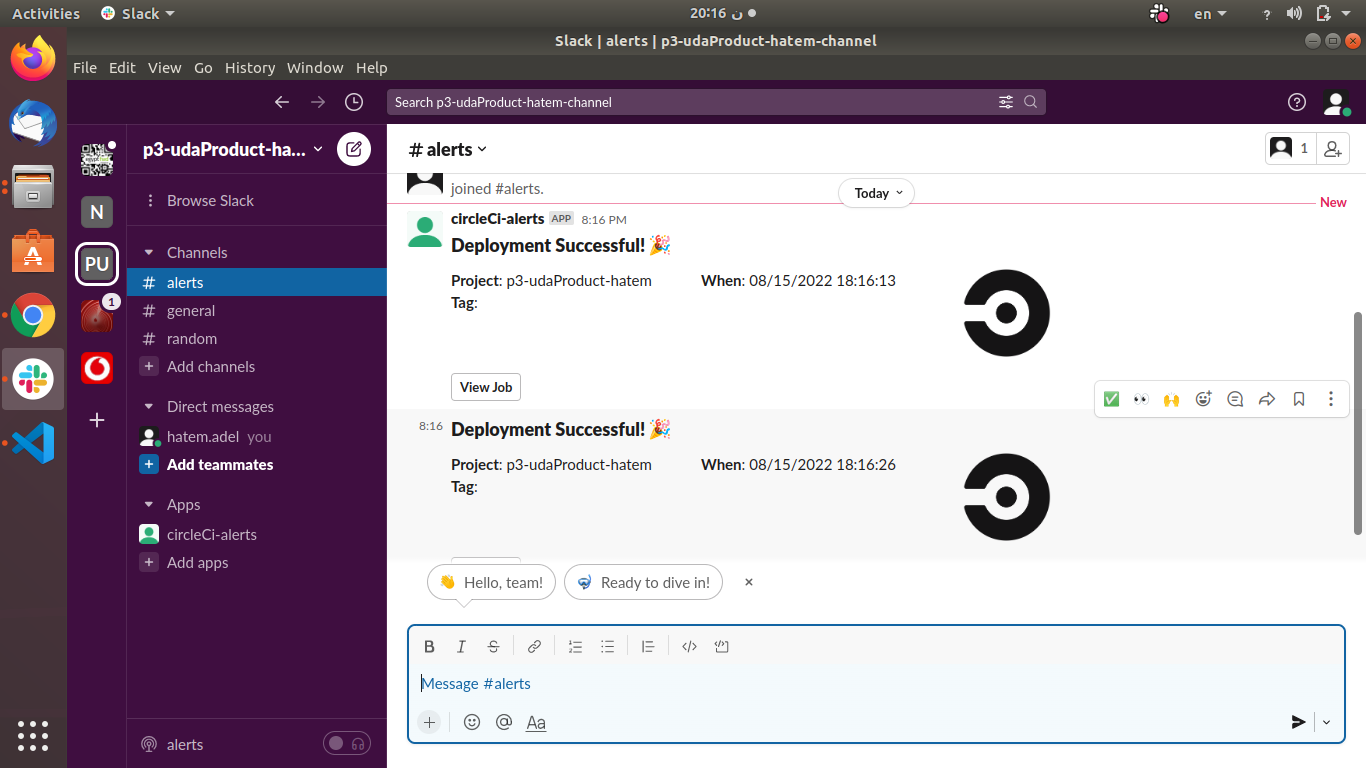 Activities
Slack
20:16 ن
en
?
Slack | alerts | p3-udaProduct-hatem-channel
File Edit View Go History Window Help
Search p3-udaProduct-hatem-channel
p3-udaProduct-ha...
N
PU
1
Browse Slack
Channels
# alerts
# general
# random
+ Add channels
Direct messages
hatem.adel you
+ Add teammates
Apps
circleCi-alerts
+ Add apps
alerts
# alerts
1
joined #alerts.
Today
New
circleCi-alerts APP 8:16 PM
Deployment Successful! 🎉
Project: p3-udaProduct-hatem When: 08/15/2022 18:16:13
Tag:
View Job
8:16 Deployment Successful! 🎉
Project: p3-udaProduct-hatem When: 08/15/2022 18:16:26
Tag:
👋 Hello, team!
🤿 Ready to dive in!
B I S
Message #alerts
+ @ Aa